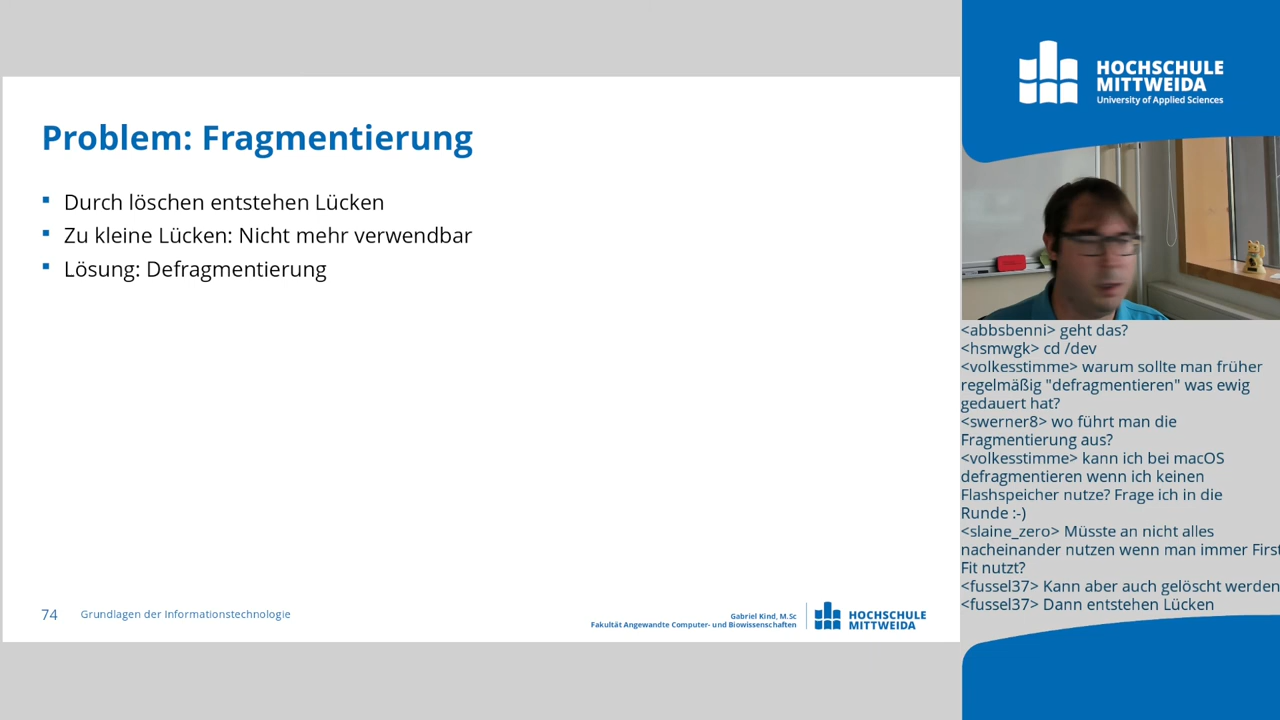 Problem: Fragmentierung
Durch löschen entstehen Lücken
Zu kleine Lücken: Nicht mehr verwendbar
Lösung: Defragmentierung
74
Grundlagen der Informationstechnologie
Gabriel Kind, M.Sc
Fakultät Angewandte Computer- und Biowissenschaften
HOCHSCHULE
MITTWEIDA
HOCHSCHULE
MITTWEIDA
University of Applied Sciences
<abbsbenni> geht das?
<hsmwgk> cd /dev
<volkesstimme> warum sollte man früher
regelmäßig "defragmentieren" was ewig
gedauert hat?
<swerner8> wo führt man die
Fragmentierung aus?
<volkesstimme> kann ich bei macOS
defragmentieren wenn ich keinen
Flashspeicher nutze? Frage ich in die
Runde :-)
<slaine_zero> Müsste an nicht alles
nacheinander nutzen wenn man immer First
Fit nutzt?
<fussel37> Kann aber auch gelöscht werden
<fussel37> Dann entstehen Lücken